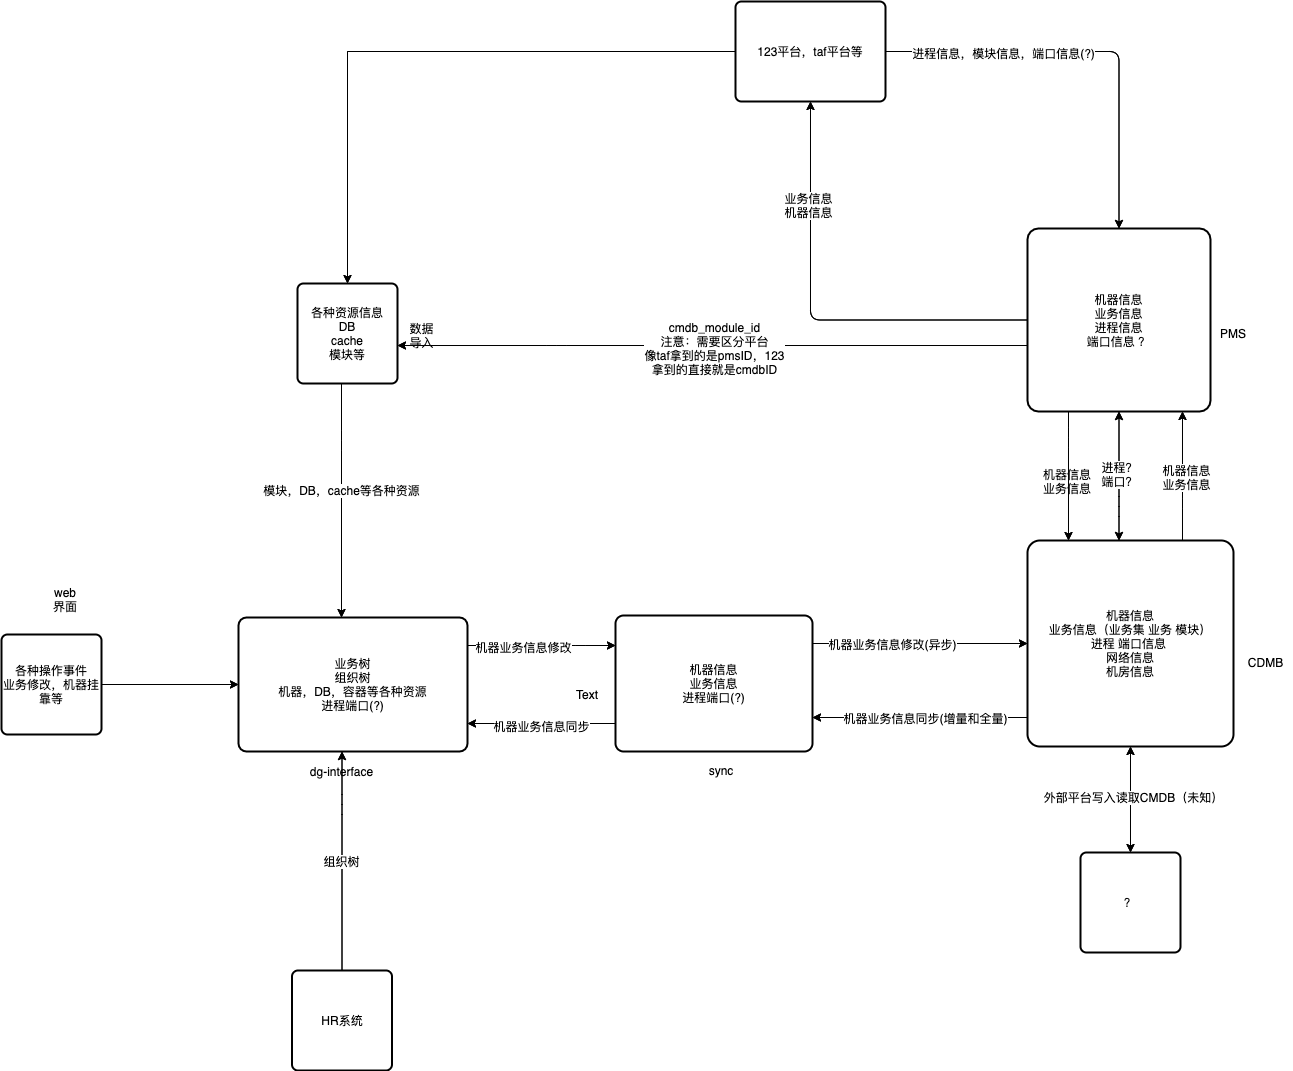 123平台，taf平台等
进程信息，模块信息，端口信息(?)
业务信息
机器信息
各种资源信息
DB
cache
模块等
数据
导入
cmdb_module_id
注意：需要区分平台
像taf拿到的是pmsID，123
拿到的直接就是cmdbID
机器信息
业务信息
进程信息
端口信息 ?
PMS
机器信息
业务信息
进程?
端口?
机器信息
业务信息
模块，DB，cache等各种资源
web
界面
各种操作事件
业务修改，机器挂
靠等
业务树
组织树
机器，DB，容器等各种资源
进程端口(?)
dg-interface
机器业务信息修改
Text
机器业务信息同步
机器信息
业务信息
进程端口(?)
sync
机器业务信息修改(异步)
机器业务信息同步(增量和全量)
机器信息
业务信息（业务集 业务 模块）
进程 端口信息
网络信息
机房信息
CDMB
外部平台写入读取CMDB（未知）
?
组织树
HR系统